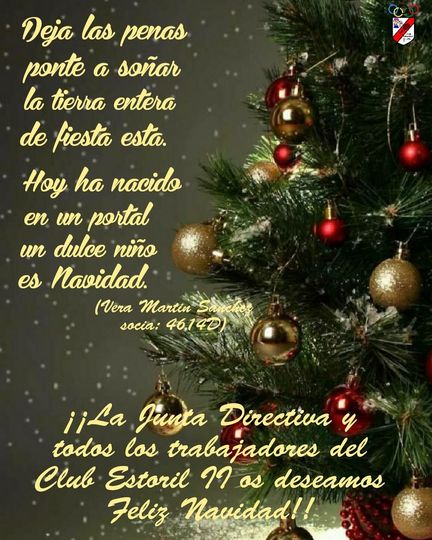 Deja las penas
ponte a soñar
la tierra entera
de fiesta esta.
Hoy ha nacido
en un portal
un dulce niño
es Navidad.
(Vera Martin Sanchez
socia: 4614D)
¡¡La Junta Directiva y
todos los trabajadores del
Club Estoril II os deseamos
Feliz Navidad!!